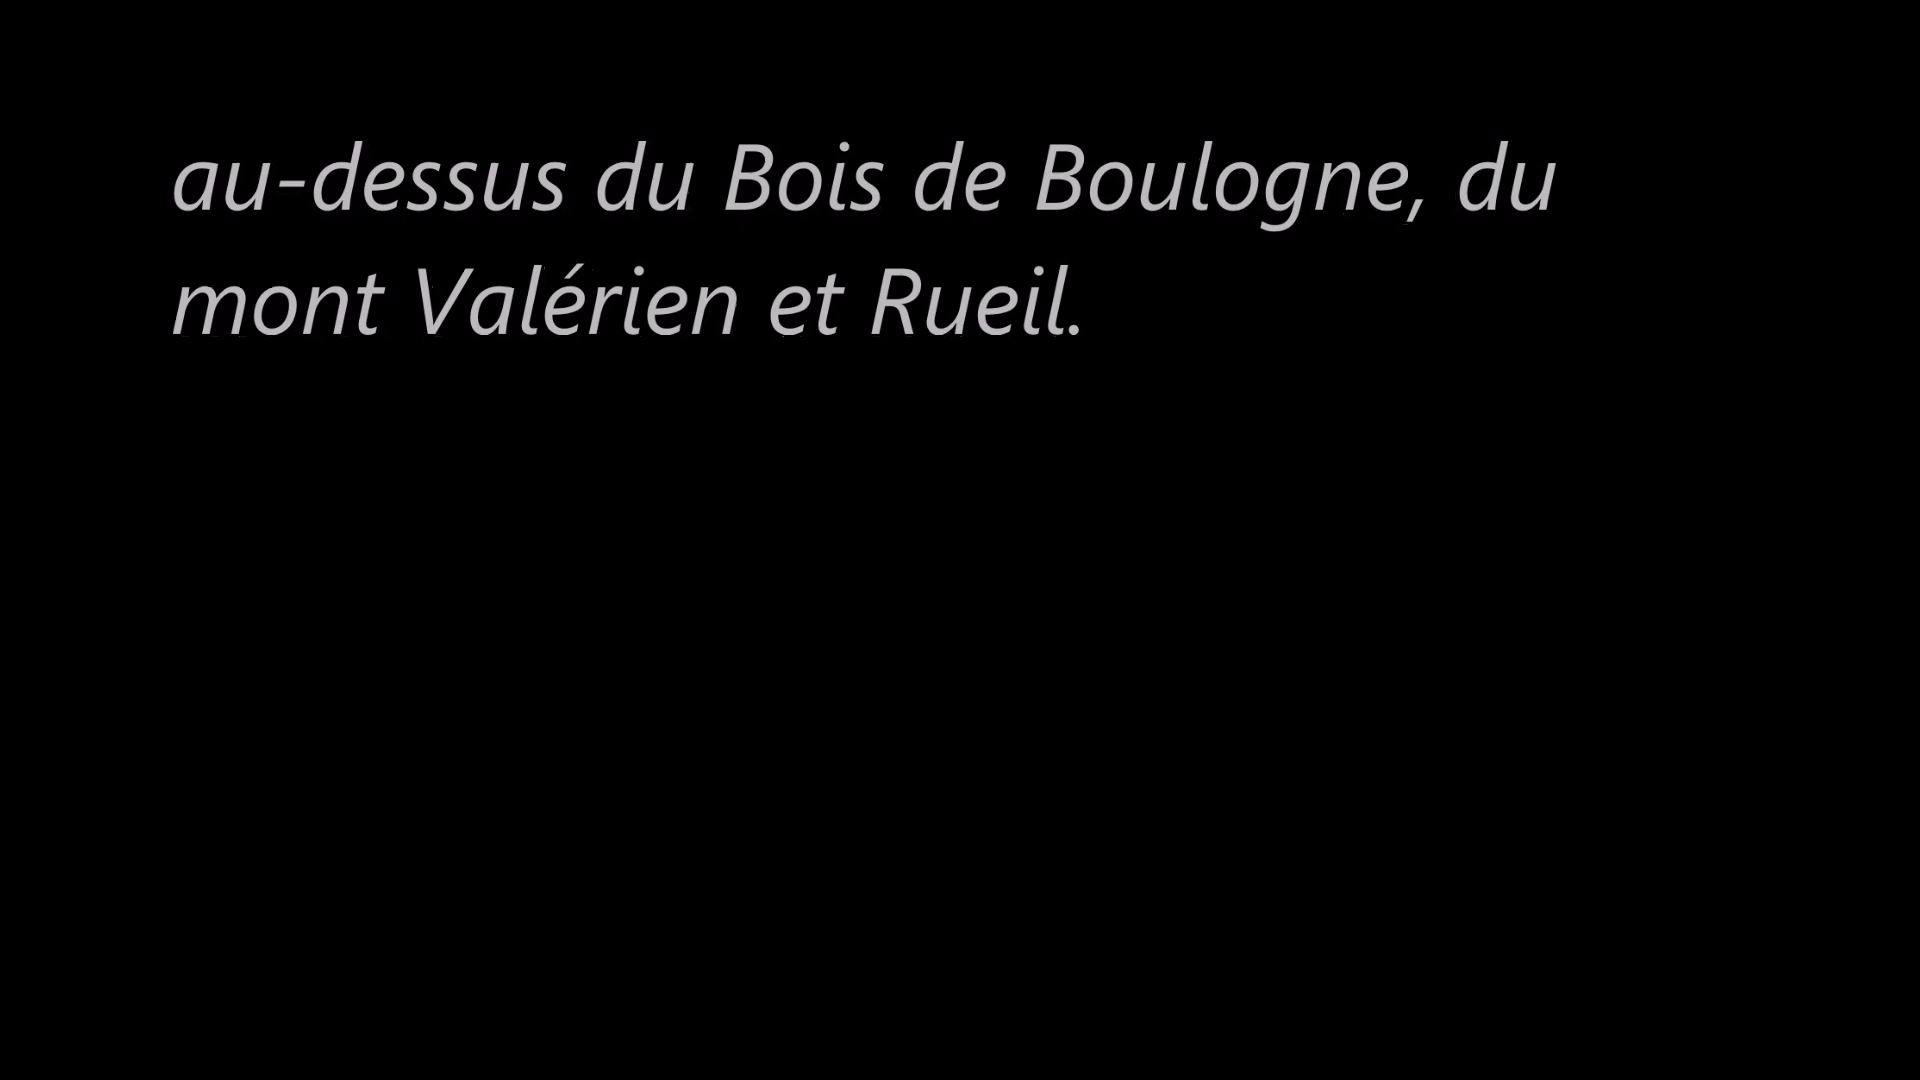 au-dessus du Bois de Boulogne, du
mont Valérien et Rueil.